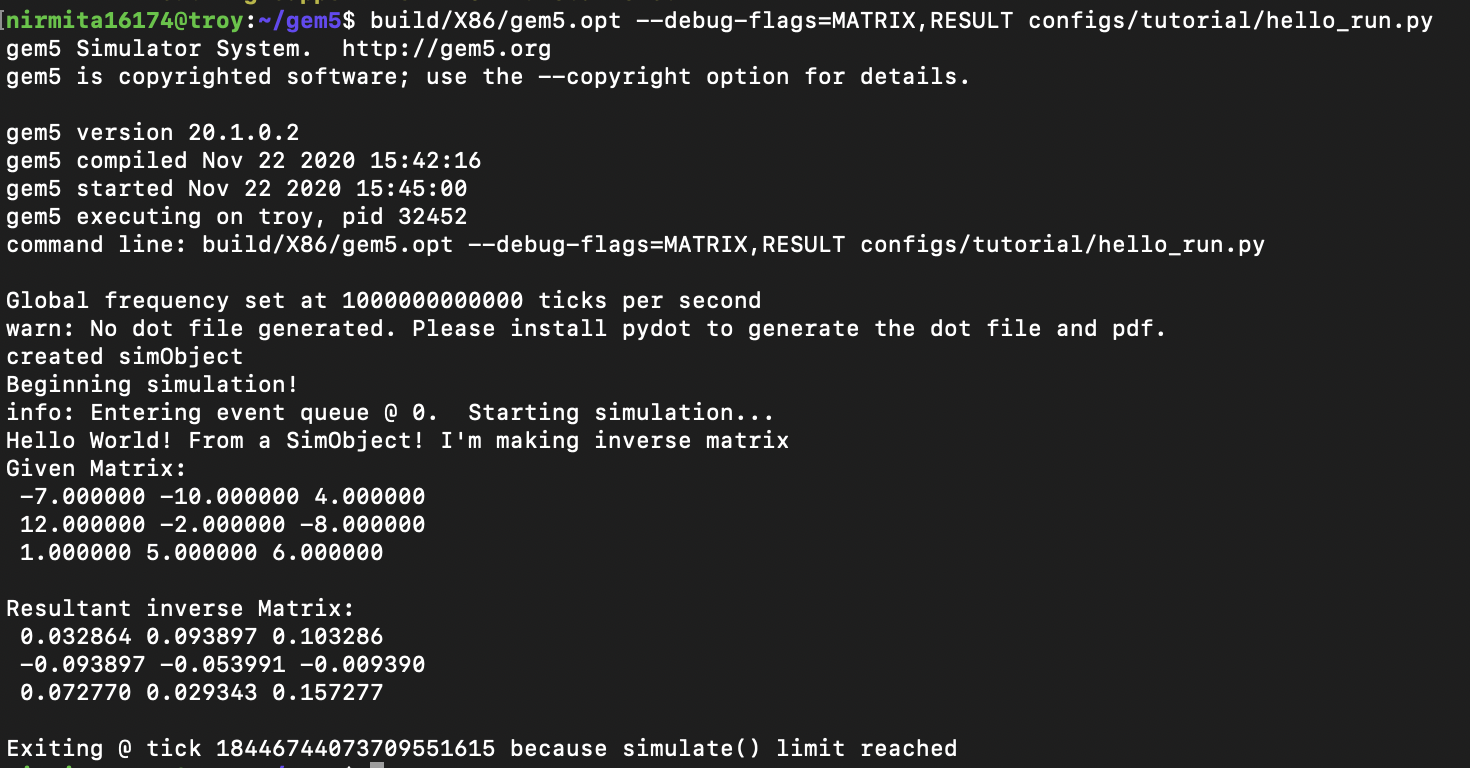 nirmita16174@troy:~/gem5$ build/X86/gem5.opt --debug-flags=MATRIX,RESULT configs/tutorial/hello_run.py
gem5 Simulator System.  http://gem5.org
gem5 is copyrighted software; use the --copyright option for details.

gem5 version 20.1.0.2
gem5 compiled Nov 22 2020 15:42:16
gem5 started Nov 22 2020 15:45:00
gem5 executing on troy, pid 32452
command line: build/X86/gem5.opt --debug-flags=MATRIX,RESULT configs/tutorial/hello_run.py

Global frequency set at 1000000000000 ticks per second
warn: No dot file generated. Please install pydot to generate the dot file and pdf.
created simObject
Beginning simulation!
info: Entering event queue @ 0.  Starting simulation...
Hello World! From a SimObject! I'm making inverse matrix
Given Matrix:
 -7.000000 -10.000000 4.000000
 12.000000 -2.000000 -8.000000
 1.000000 5.000000 6.000000

Resultant inverse Matrix:
 0.032864 0.093897 0.103286
 -0.093897 -0.053991 -0.009390
 0.072770 0.029343 0.157277

Exiting @ tick 18446744073709551615 because simulate() limit reached